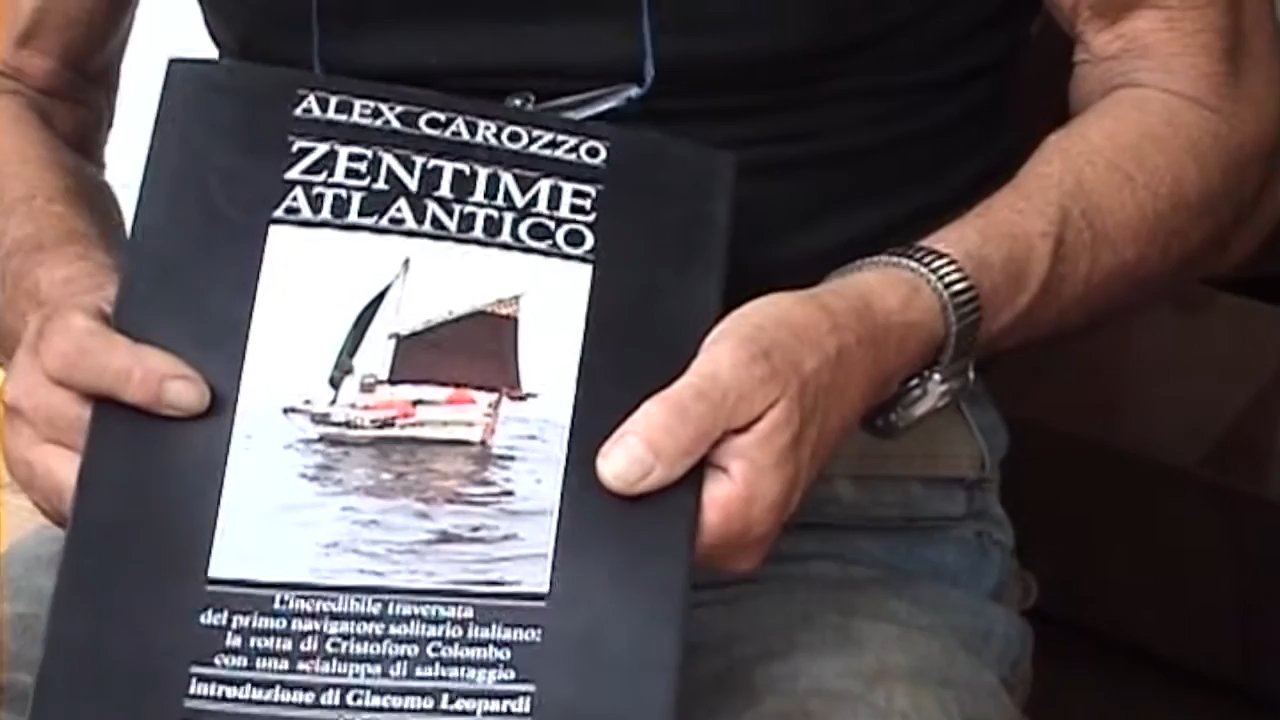 ALEX CAROZZO
ZENTIME
ATLANTICO
L'incredibile traversata
del primo navigatore solitario italiano:
la rotta di Cristoforo Colombo
con una scialuppa di salvataggio
introduzione di Giacomo Leopardi